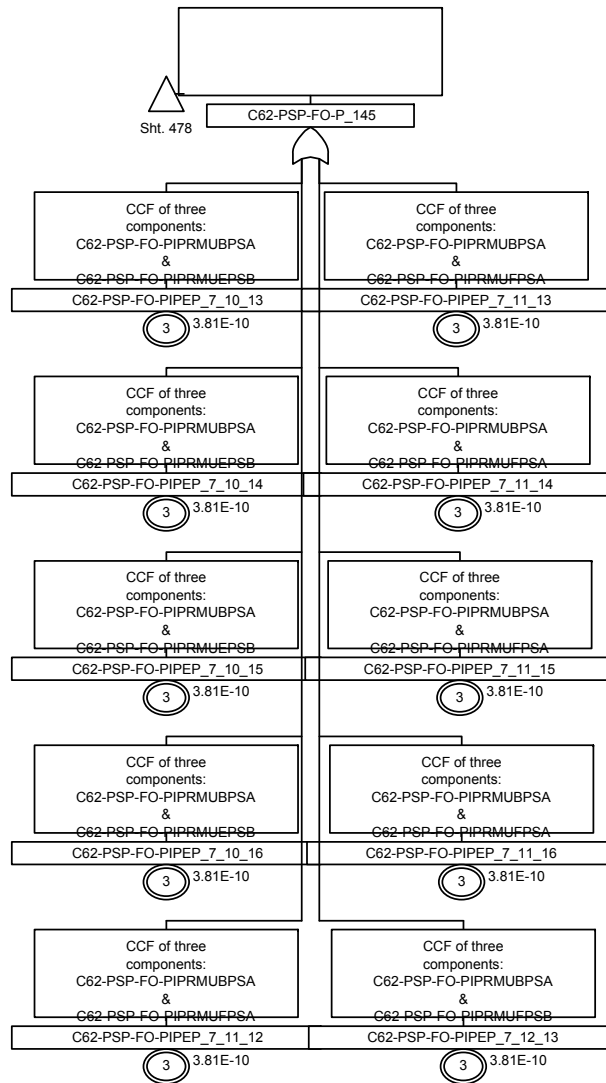 C62-PSP-FO-P_145
Sht. 478
CCF of three
components:
C62-PSP-FO-PIPRMUBPSA
&
C62-PSP-FO-PIPRMUEPSB
C62-PSP-FO-PIPEP_7_10_13
3
3.81E-10
CCF of three
components:
C62-PSP-FO-PIPRMUBPSA
&
C62-PSP-FO-PIPRMUFPSA
C62-PSP-FO-PIPEP_7_11_13
3
3.81E-10
CCF of three
components:
C62-PSP-FO-PIPRMUBPSA
&
C62-PSP-FO-PIPRMUEPSB
C62-PSP-FO-PIPEP_7_10_14
3
3.81E-10
CCF of three
components:
C62-PSP-FO-PIPRMUBPSA
&
C62-PSP-FO-PIPRMUFPSA
C62-PSP-FO-PIPEP_7_11_14
3
3.81E-10
CCF of three
components:
C62-PSP-FO-PIPRMUBPSA
&
C62-PSP-FO-PIPRMUEPSB
C62-PSP-FO-PIPEP_7_10_15
3
3.81E-10
CCF of three
components:
C62-PSP-FO-PIPRMUBPSA
&
C62-PSP-FO-PIPRMUFPSA
C62-PSP-FO-PIPEP_7_11_15
3
3.81E-10
CCF of three
components:
C62-PSP-FO-PIPRMUBPSA
&
C62-PSP-FO-PIPRMUEPSB
C62-PSP-FO-PIPEP_7_10_16
3
3.81E-10
CCF of three
components:
C62-PSP-FO-PIPRMUBPSA
&
C62-PSP-FO-PIPRMUFPSA
C62-PSP-FO-PIPEP_7_11_16
3
3.81E-10
CCF of three
components:
C62-PSP-FO-PIPRMUBPSA
&
C62-PSP-FO-PIPRMUFPSA
C62-PSP-FO-PIPEP_7_11_12
3
3.81E-10
CCF of three
components:
C62-PSP-FO-PIPRMUBPSA
&
C62-PSP-FO-PIPRMUFPSB
C62-PSP-FO-PIPEP_7_12_13
3
3.81E-10